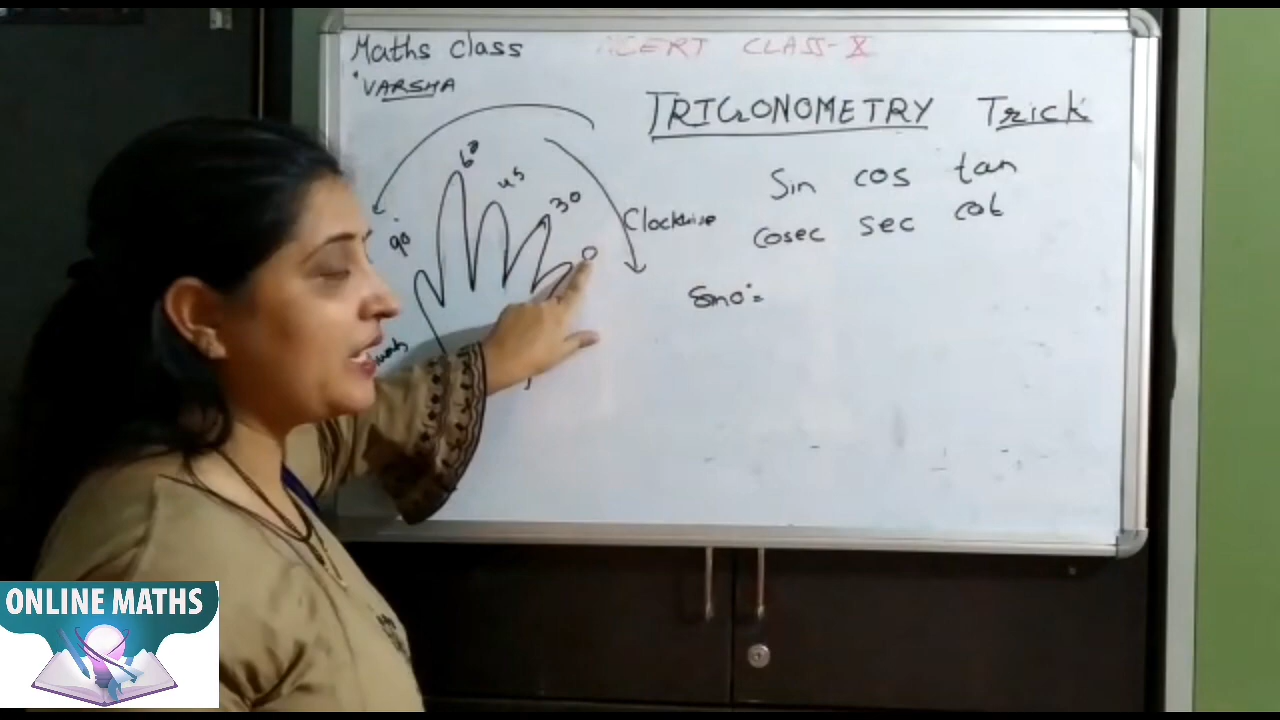 Maths class
NCERT CLASS-X
VARSHA
TRIGONOMETRY Trick
60
45
30
0
90°
Clockwise
Sin cos tan
cosec sec cot
Sin0°=
ONLINE MATHS